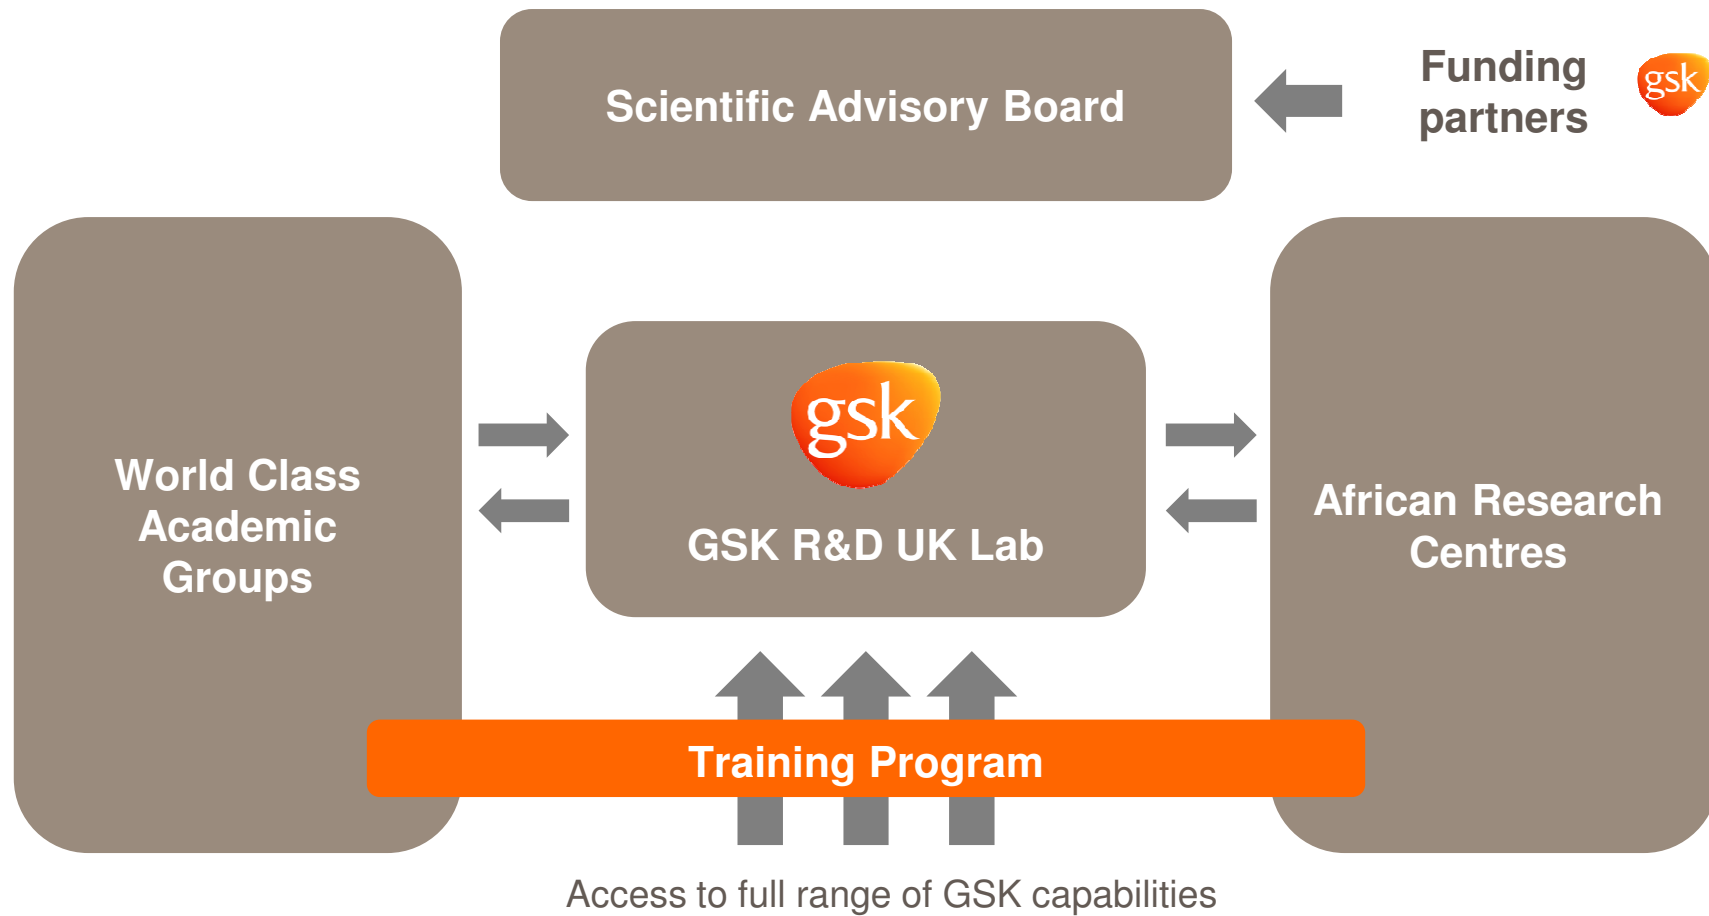 Scientific Advisory Board
Funding
partners
gsk
World Class
Academic
Groups
gsk
GSK R&D UK Lab
African Research
Centres
Training Program
Access to full range of GSK capabilities